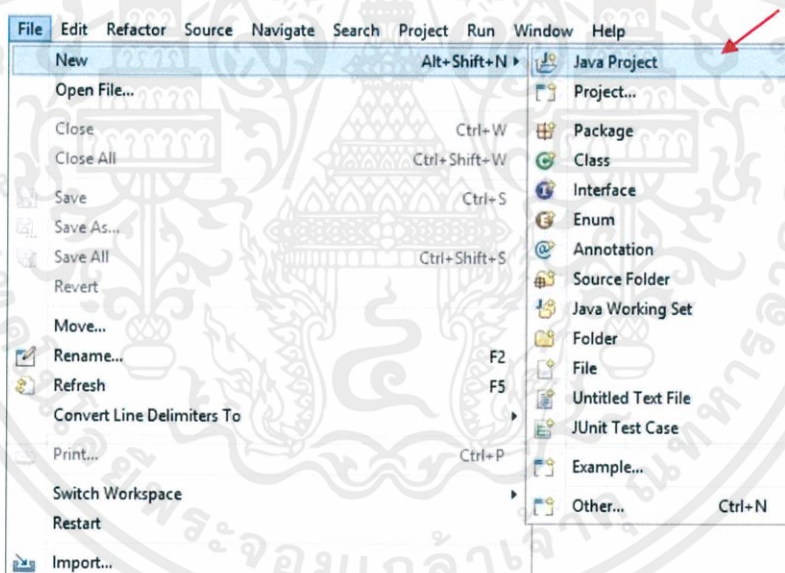 File Edit Refactor Source Navigate Search Project Run Window Help
New Alt+Shift+N
Open File...
Close Ctrl+W
Close All Ctrl+Shift+W
Save Ctrl+S
Save As...
Save All Ctrl+Shift+S
Revert
Move...
Rename... F2
Refresh F5
Convert Line Delimiters To
Print... Ctrl+P
Switch Workspace
Restart
Import...
Java Project
Project...
Package
Class
Interface
Enum
Annotation
Source Folder
Java Working Set
Folder
File
Untitled Text File
JUnit Test Case
Example...
Other... Ctrl+N